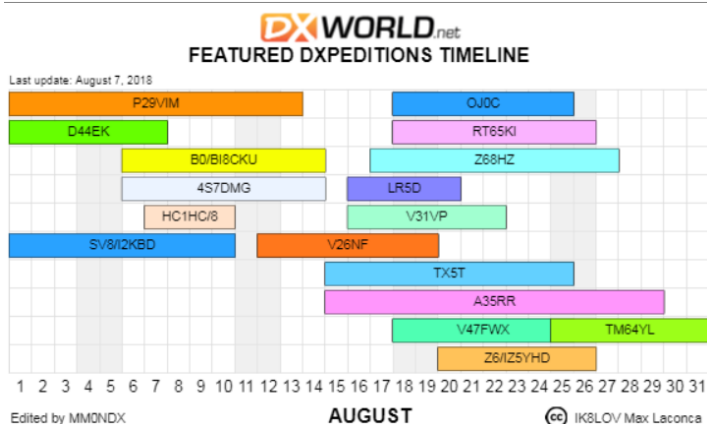 DXWORLD.net
FEATURED DXPEDITIONS TIMELINE
Last update: August 7, 2018
P29VIM OJ0C
D44EK RT65KI
B0/BI8CKU Z68HZ
4S7DMG LR5D
HC1HC/8 V31VP
SV8/I2KBD V26NF
TX5T
A35RR
V47FWX TM64YL
Z6/IZ5YHD
1 2 3 4 5 6 7 8 9 10 11 12 13 14 15 16 17 18 19 20 21 22 23 24 25 26 27 28 29 30 31
Edited by MM0NDX AUGUST cc IK8LOV Max Laconca